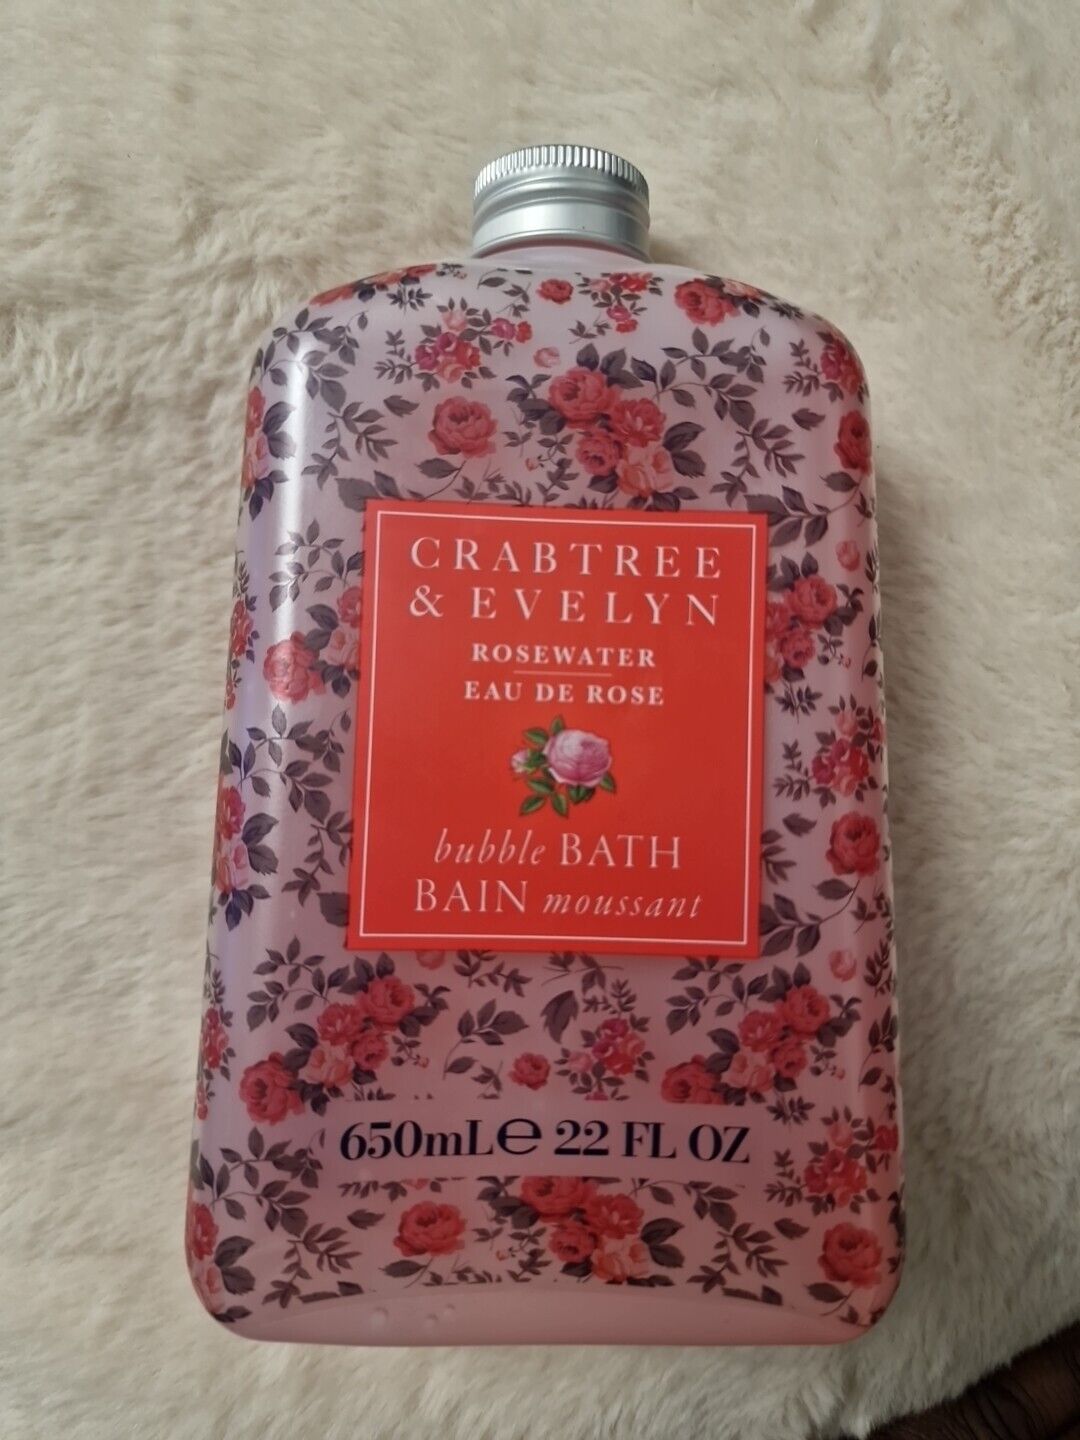 CRABTREE
& EVELYN
ROSEWATER
EAU DE ROSE
bubble BATH
BAIN moussant
650mL℮ 22 FL OZ